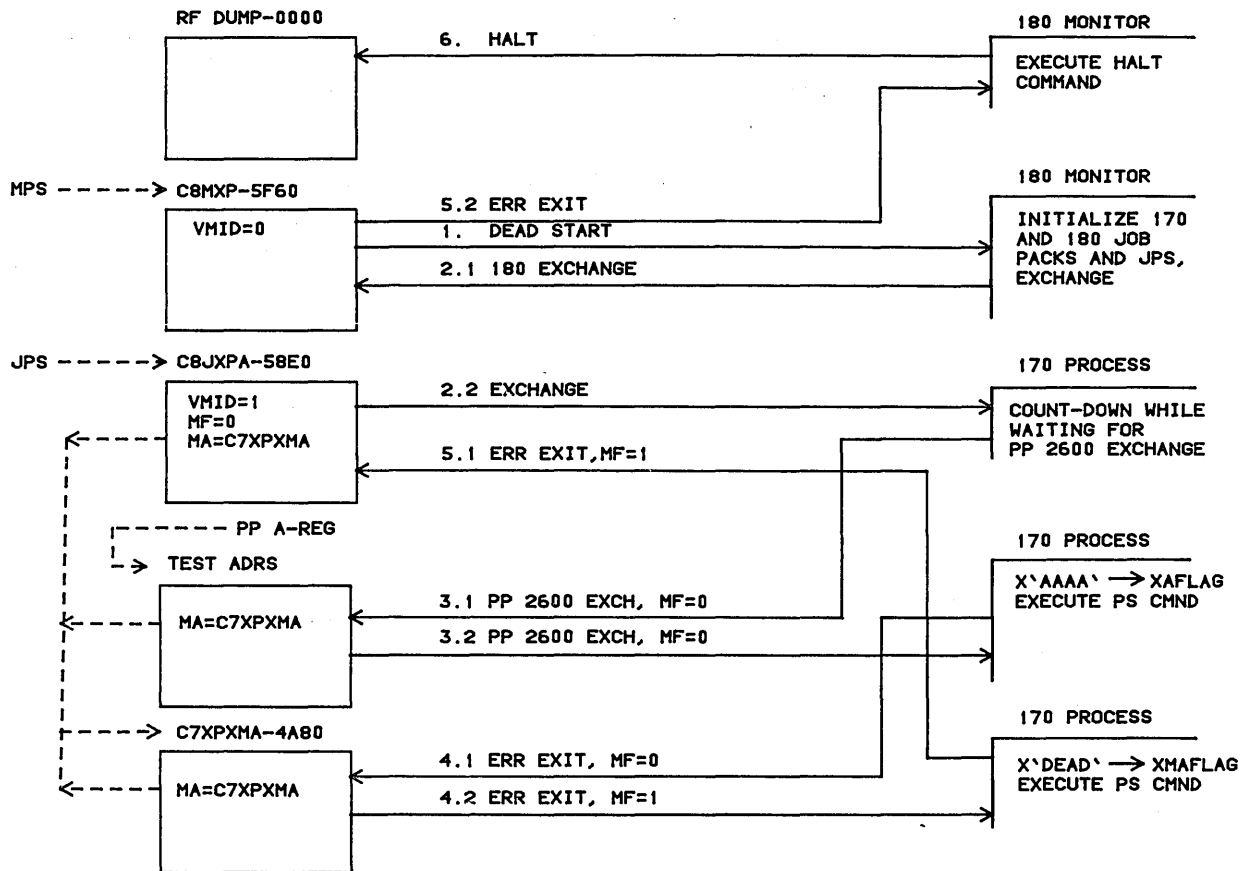 RF DUMP-0000
180 MONITOR
6. HALT
EXECUTE HALT
COMMAND
MPS
C8MXP-5F60
180 MONITOR
VMID=0
5.2 ERR EXIT
1. DEAD START
2.1 180 EXCHANGE
INITIALIZE 170
AND 180 JOB
PACKS AND JPS,
EXCHANGE
JPS
C8JXPA-58E0
170 PROCESS
VMID=1
MF=0
MA=C7XPXMA
2.2 EXCHANGE
5.1 ERR EXIT,MF=1
COUNT-DOWN WHILE
WAITING FOR
PP 2600 EXCHANGE
PP A-REG
TEST ADRS
170 PROCESS
MA=C7XPXMA
3.1 PP 2600 EXCH, MF=0
3.2 PP 2600 EXCH, MF=0
X`AAAA` → XAFLAG
EXECUTE PS CMND
C7XPXMA-4A80
170 PROCESS
MA=C7XPXMA
4.1 ERR EXIT, MF=0
4.2 ERR EXIT, MF=1
X`DEAD` → XMAFLAG
EXECUTE PS CMND